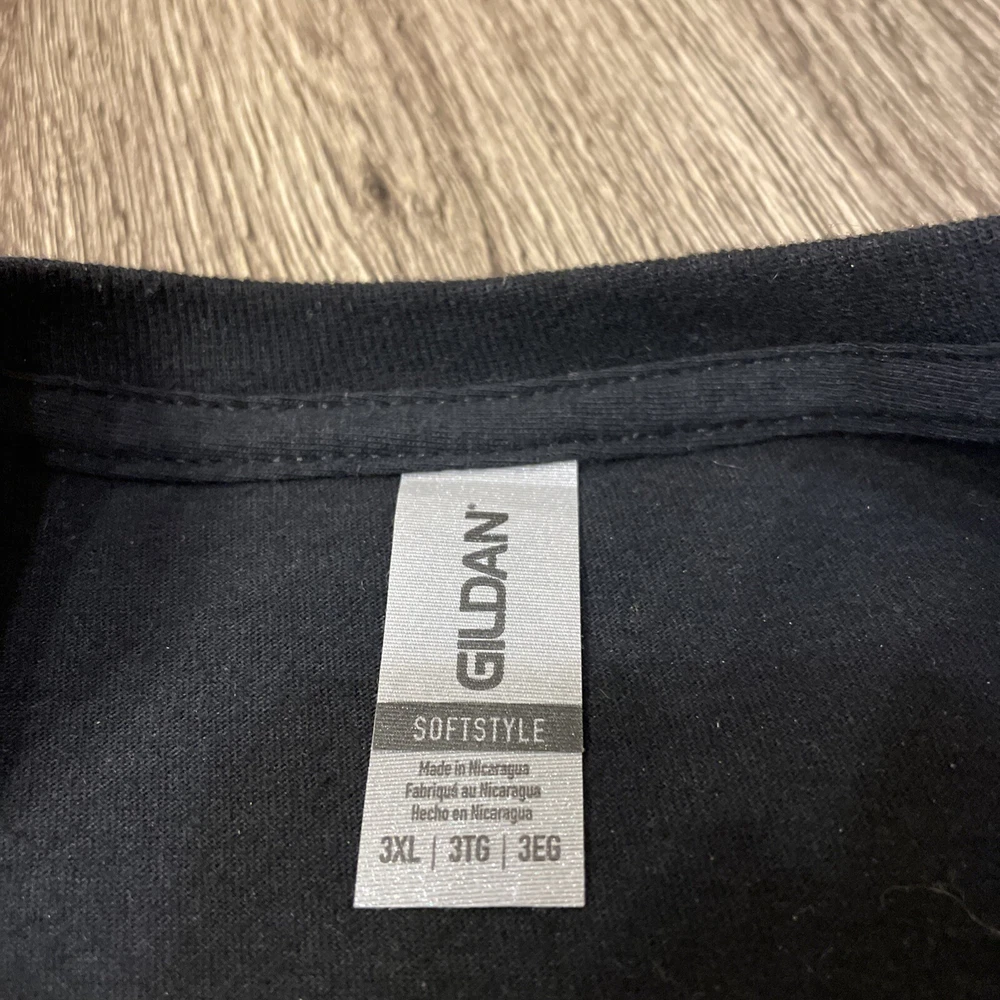 GILDAN®
SOFTSTYLE
Made in Nicaragua
Fabriqué au Nicaragua
Hecho en Nicaragua
3XL | 3TG | 3EG